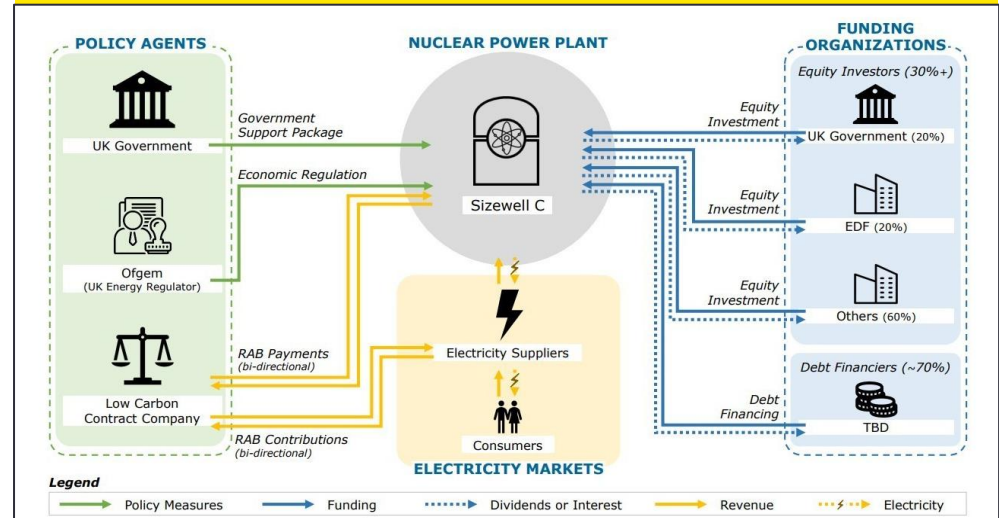 POLICY AGENTS
UK Government
Ofgem
(UK Energy Regulator)
Low Carbon
Contract Company
Government
Support Package
Economic Regulation
RAB Payments
(bi-directional)
RAB Contributions
(bi-directional)
NUCLEAR POWER PLANT
Sizewell C
Electricity Suppliers
Consumers
ELECTRICITY MARKETS
Equity
Investment
Equity
Investment
Equity
Investment
Debt
Financing
FUNDING
ORGANIZATIONS
Equity Investors (30%+)
UK Government (20%)
EDF (20%)
Others (60%)
Debt Financiers (~70%)
TBD
Legend
Policy Measures
Funding
Dividends or Interest
Revenue
Electricity